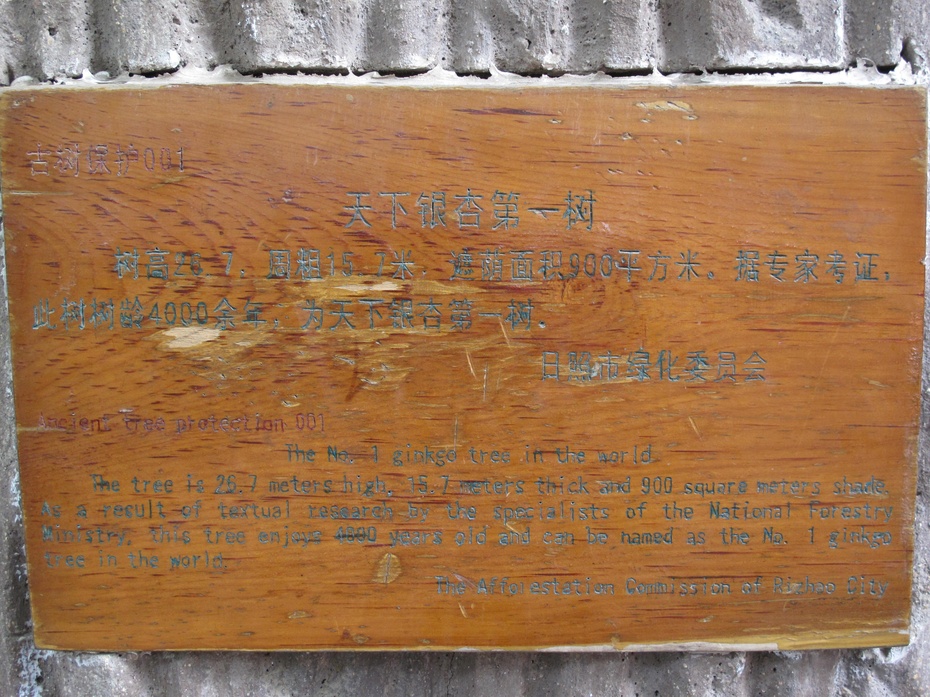 古树保护001
天下银杏第一树
树高26.7，周粗15.7米，遮荫面积900平方米。据专家考证，
此树树龄4000余年，为天下银杏第一树。
日照市绿化委员会
Ancient tree protection 001
The No. 1 ginkgo tree in the world
The tree is 26.7 meters high, 15.7 meters thick and 900 square meters shade.
As a result of textual research by the specialists of the National Forestry
Ministry, this tree enjoys 4000 years old and can be named as the No. 1 ginkgo
tree in the world.
The Afforestation Commission of Rizhao City